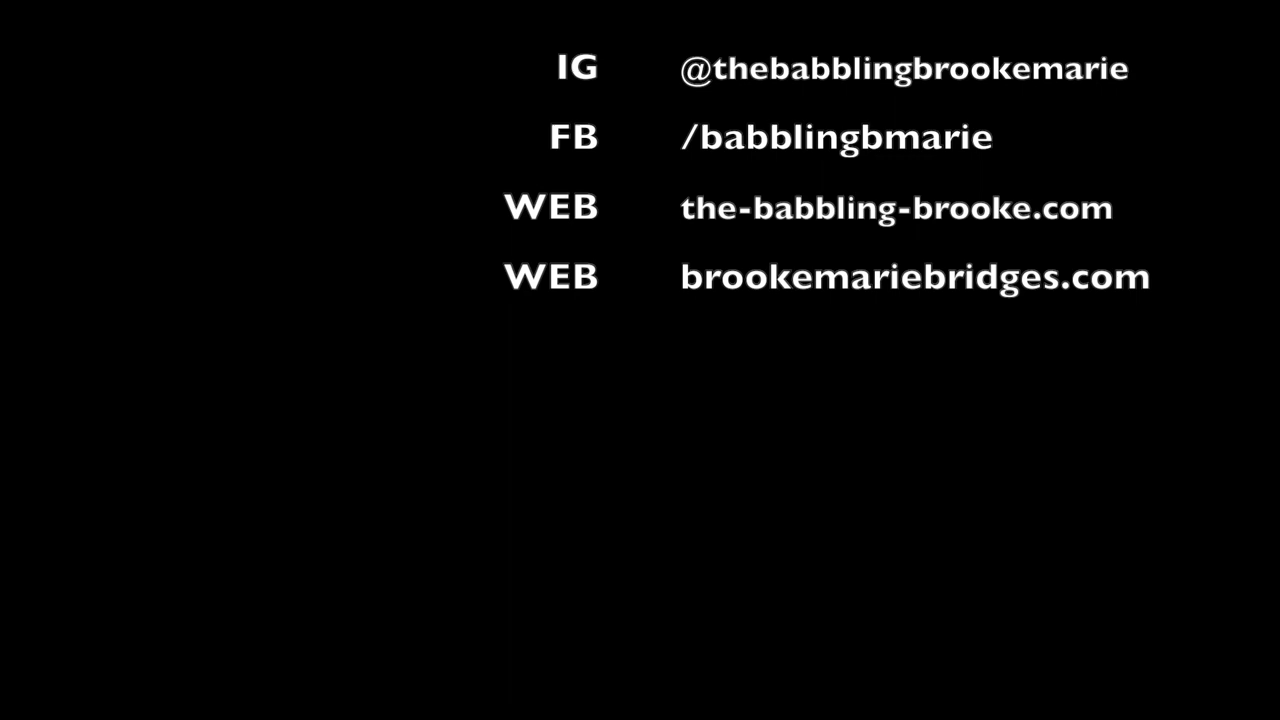 IG @thebabblingbrookemarie
FB /babblingbmarie
WEB the-babbling-brooke.com
WEB brookemariebridges.com